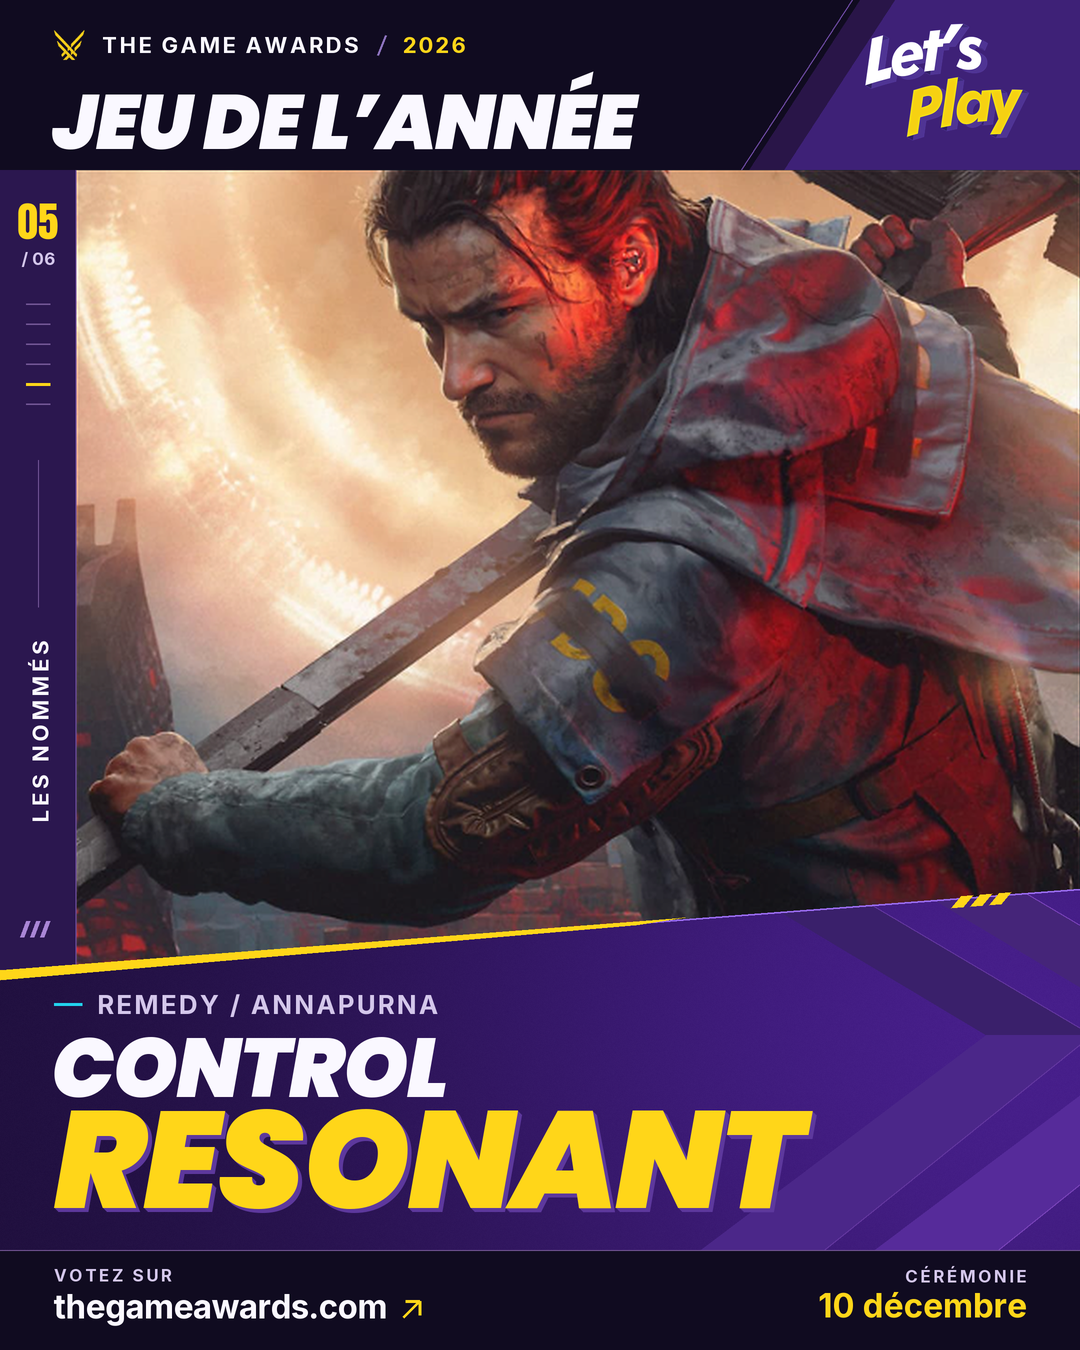 THE GAME AWARDS / 2026
JEU DE L’ANNÉE
Let’s
Play
05
/ 06
LES NOMMÉS
REMEDY / ANNAPURNA
CONTROL
RESONANT
VOTEZ SUR
thegameawards.com
CÉRÉMONIE
10 décembre